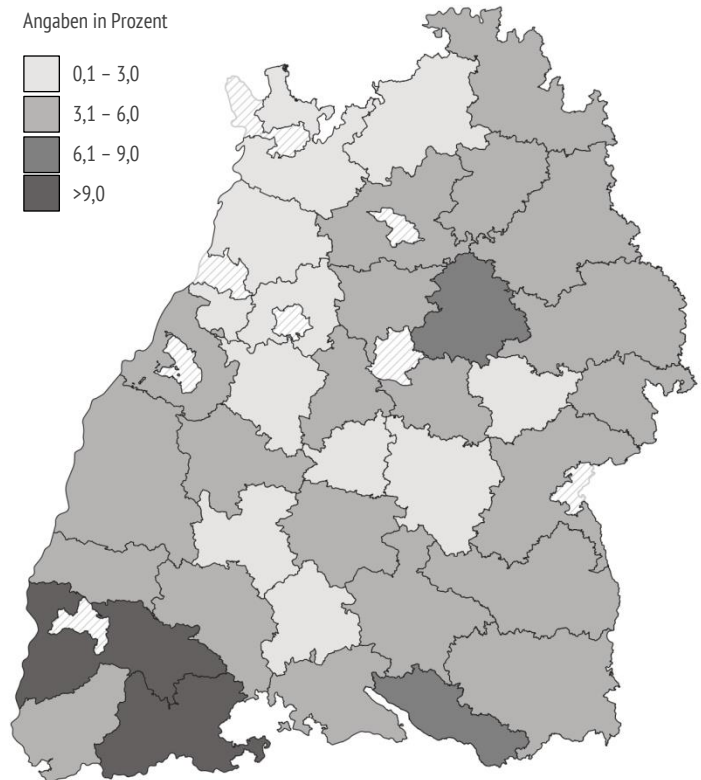 Angaben in Prozent
0,1 – 3,0
3,1 – 6,0
6,1 – 9,0
>9,0